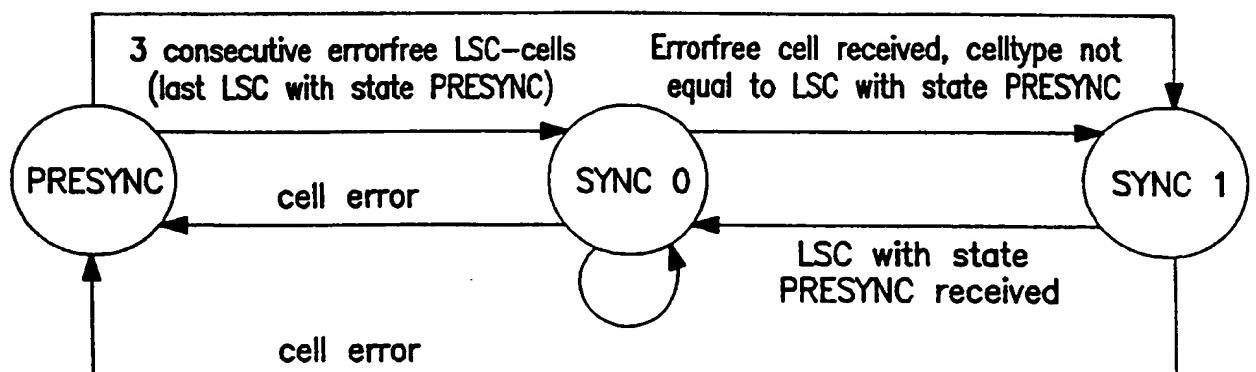 3 consecutive errorfree LSC-cells
(last LSC with state PRESYNC)
Errorfree cell received, celltype not
equal to LSC with state PRESYNC
PRESYNC
SYNC 0
SYNC 1
cell error
LSC with state
PRESYNC received
cell error